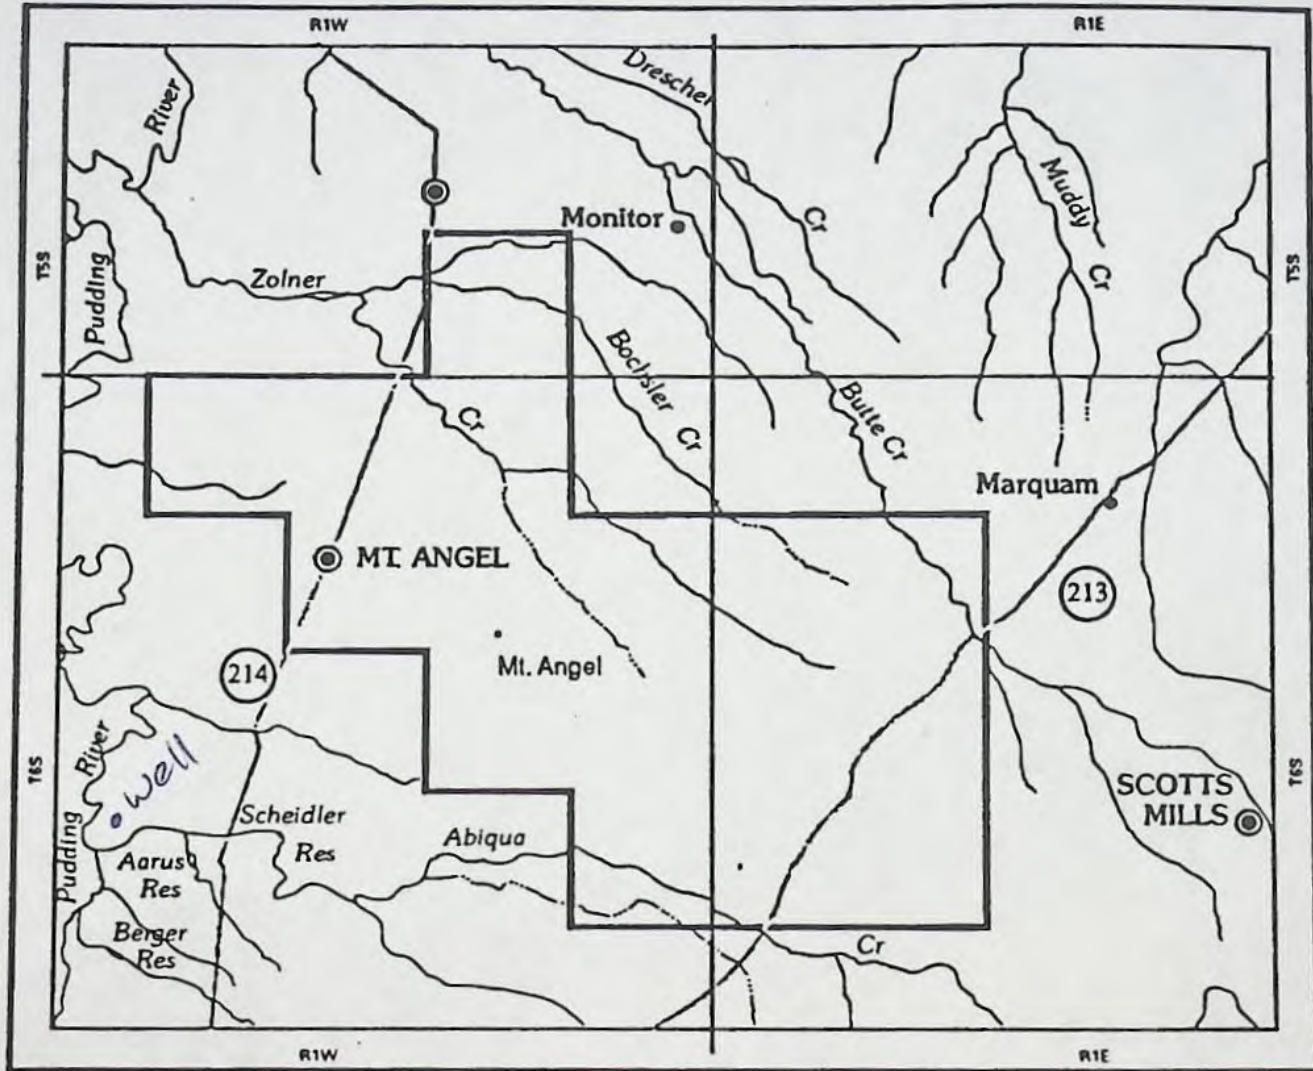 R1W
R1E
Drescher
River
Muddy
Cr
Monitor
T5S
T5S
Zolner
Pudding
Cr
Bochsler
Cr
Butte Cr
Cr
Marquam
MT. ANGEL
213
214
Mt. Angel
River
well
T6S
T6S
SCOTTS
MILLS
Scheidler
Res
Abiqua
Pudding
Aarus
Res
Berger
Res
Cr
R1W
R1E